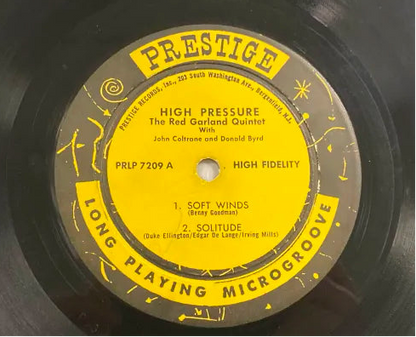 PRESTIGE
PRESTIGE RECORDS, Inc., 203 South Washington Ave., Bergenfield, N.J.
HIGH PRESSURE
The Red Garland Quintet
With
John Coltrane and Donald Byrd
PRLP 7209 A
HIGH FIDELITY
1. SOFT WINDS
(Benny Goodman)
2. SOLITUDE
(Duke Ellington/Edgar De Lange/Irving Mills)
LONG PLAYING MICROGROOVE